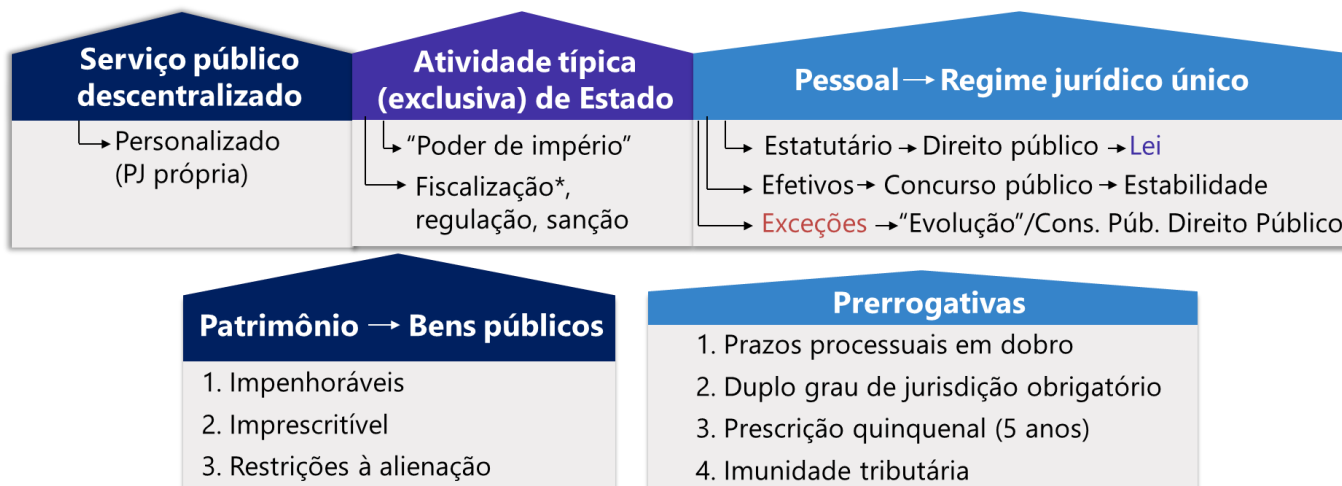 Serviço público
descentralizado
→ Personalizado
(PJ própria)
Atividade típica
(exclusiva) de Estado
→ “Poder de império”
→ Fiscalização*,
regulação, sanção
Pessoal → Regime jurídico único
→ Estatutário → Direito público → Lei
→ Efetivos → Concurso público → Estabilidade
→ Exceções → “Evolução”/Cons. Púb. Direito Público
Patrimônio → Bens públicos
1. Impenhoráveis
2. Imprescritível
3. Restrições à alienação
Prerrogativas
1. Prazos processuais em dobro
2. Duplo grau de jurisdição obrigatório
3. Prescrição quinquenal (5 anos)
4. Imunidade tributária